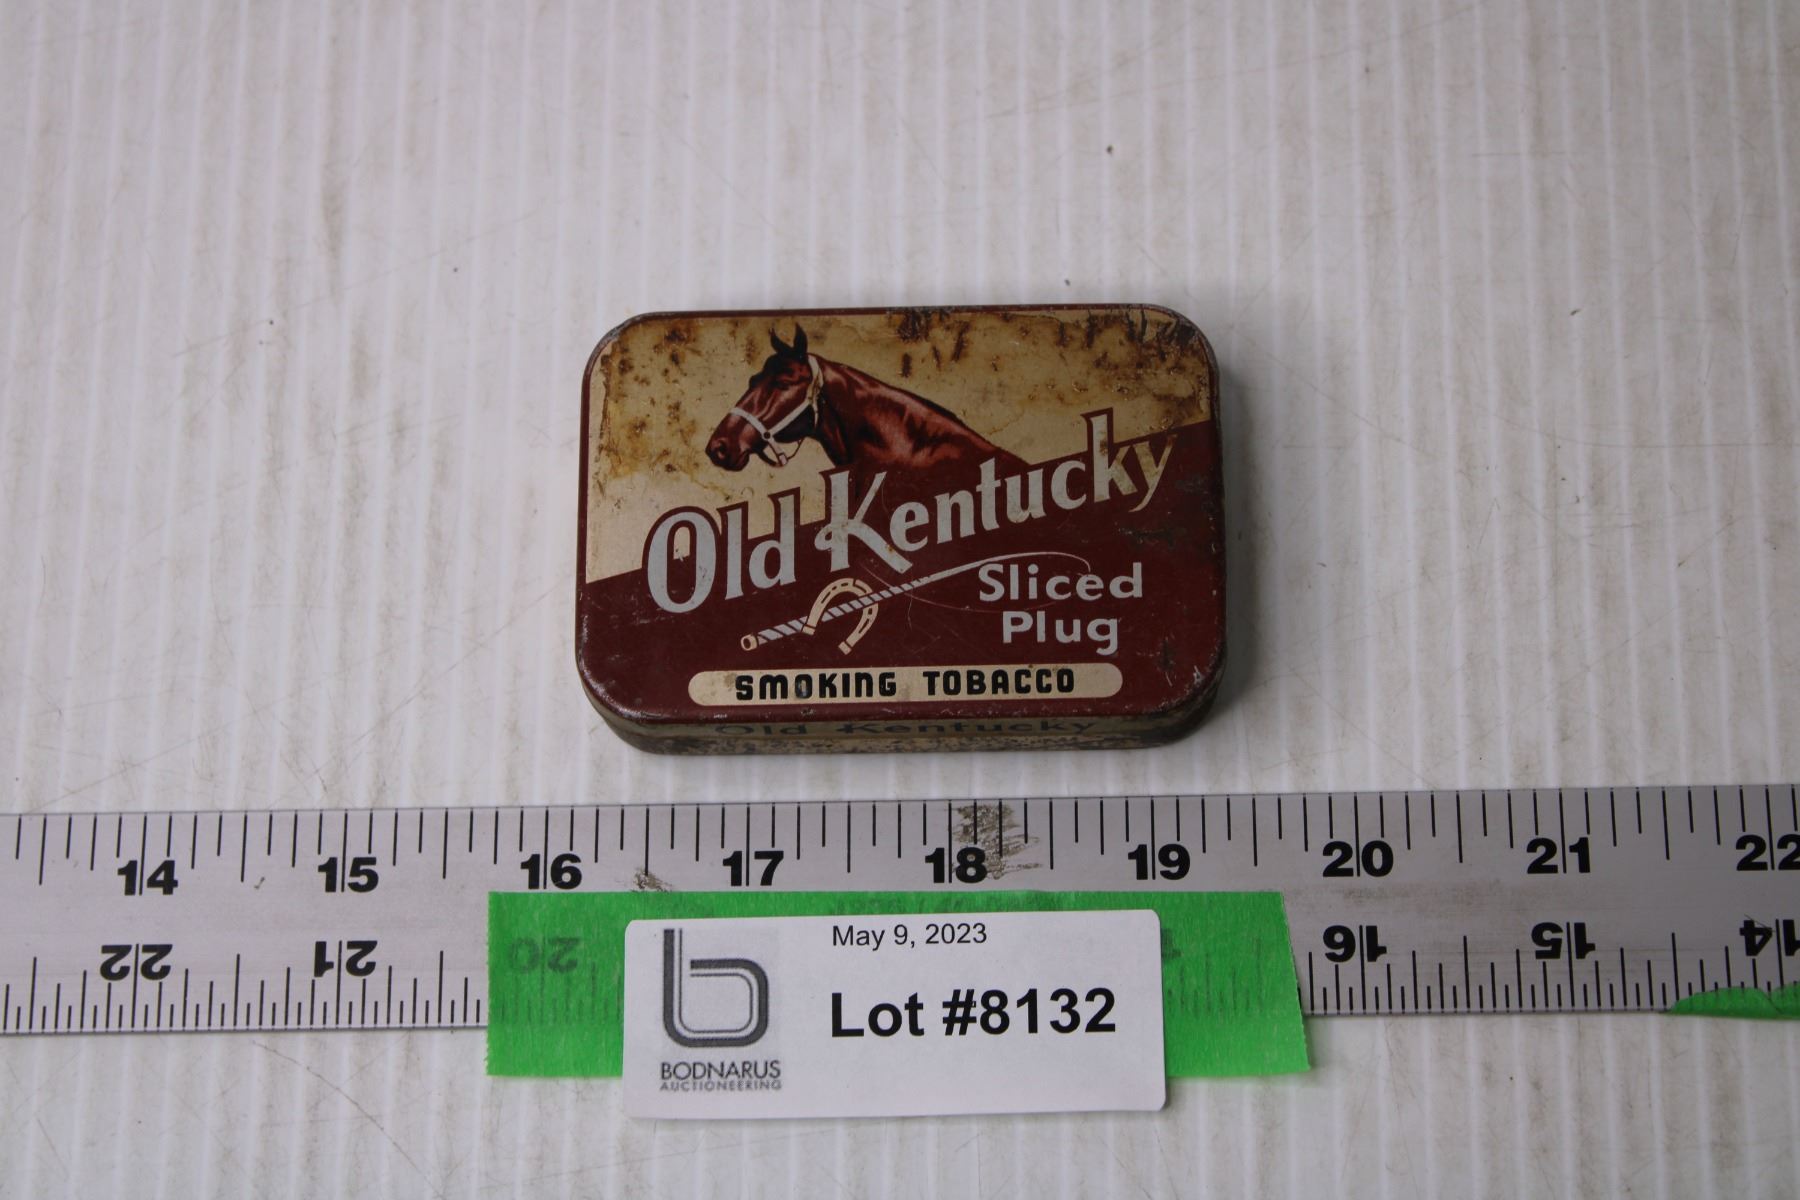 Old Kentucky
Sliced
Plug
SMOKING TOBACCO
Old Kentucky
14 15 16 17 18 19 20 21 22
22 21 20 16 15 14
May 9, 2023
Lot #8132
BODNARUS
AUCTIONEERING